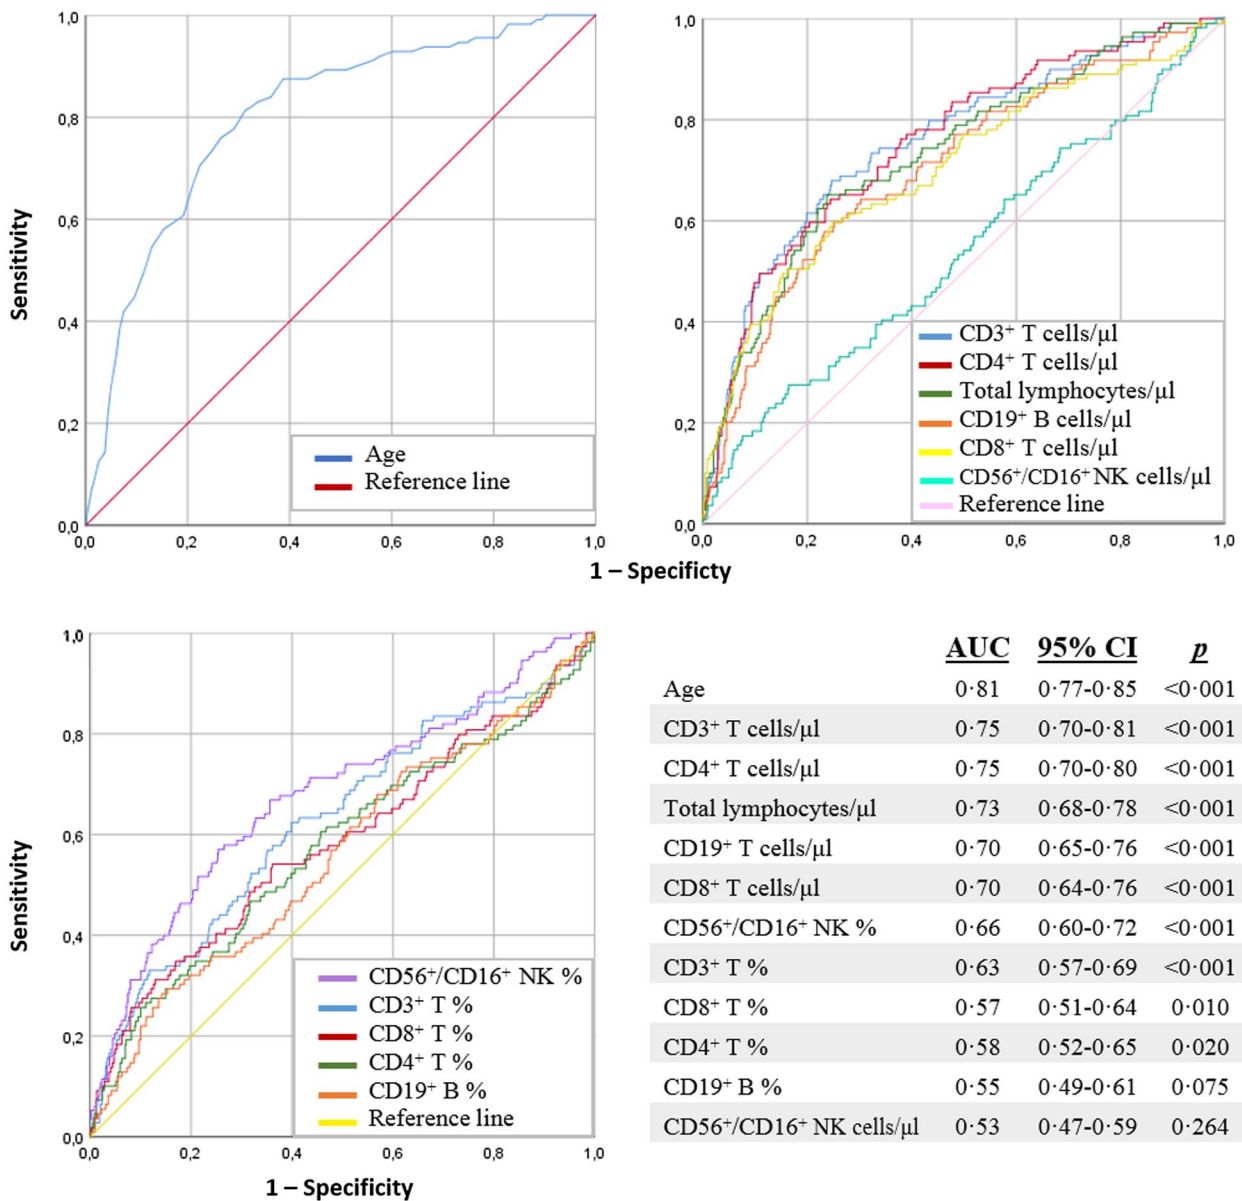 1,0
0,8
0,6
0,4
0,2
0,0
0,0
0,2
0,4
0,6
0,8
1,0
Sensitivity
Age
Reference line
1,0
0,8
0,6
0,4
0,2
0,0
0,0
0,2
0,4
0,6
0,8
1,0
CD3⁺ T cells/µl
CD4⁺ T cells/µl
Total lymphocytes/µl
CD19⁺ B cells/µl
CD8⁺ T cells/µl
CD56⁺/CD16⁺ NK cells/µl
Reference line
1 – Specificty
1,0
0,8
0,6
0,4
0,2
0,0
0,0
0,2
0,4
0,6
0,8
1,0
Sensitivity
CD56⁺/CD16⁺ NK %
CD3⁺ T %
CD8⁺ T %
CD4⁺ T %
CD19⁺ B %
Reference line
1 – Specificity
AUC 95% CI p
Age 0·81 0·77-0·85 <0·001
CD3⁺ T cells/µl 0·75 0·70-0·81 <0·001
CD4⁺ T cells/µl 0·75 0·70-0·80 <0·001
Total lymphocytes/µl 0·73 0·68-0·78 <0·001
CD19⁺ T cells/µl 0·70 0·65-0·76 <0·001
CD8⁺ T cells/µl 0·70 0·64-0·76 <0·001
CD56⁺/CD16⁺ NK % 0·66 0·60-0·72 <0·001
CD3⁺ T % 0·63 0·57-0·69 <0·001
CD8⁺ T % 0·57 0·51-0·64 0·010
CD4⁺ T % 0·58 0·52-0·65 0·020
CD19⁺ B % 0·55 0·49-0·61 0·075
CD56⁺/CD16⁺ NK cells/µl 0·53 0·47-0·59 0·264